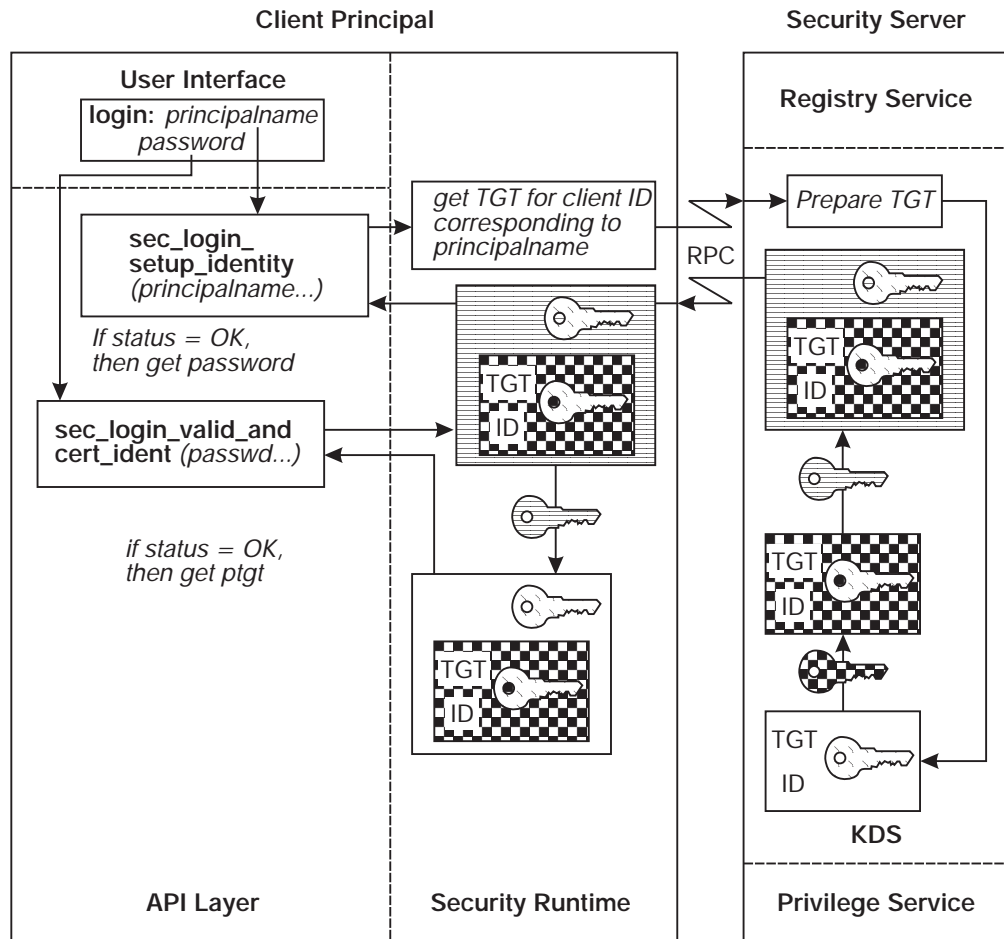 Client Principal
Security Server
User Interface
login: principalname
password
Registry Service
get TGT for client ID
corresponding to
principalname
Prepare TGT
sec_login_
setup_identity
(principalname...)
RPC
If status = OK,
then get password
TGT
ID
TGT
ID
sec_login_valid_and
cert_ident (passwd...)
if status = OK,
then get ptgt
TGT
ID
TGT
ID
TGT
ID
KDS
API Layer
Security Runtime
Privilege Service